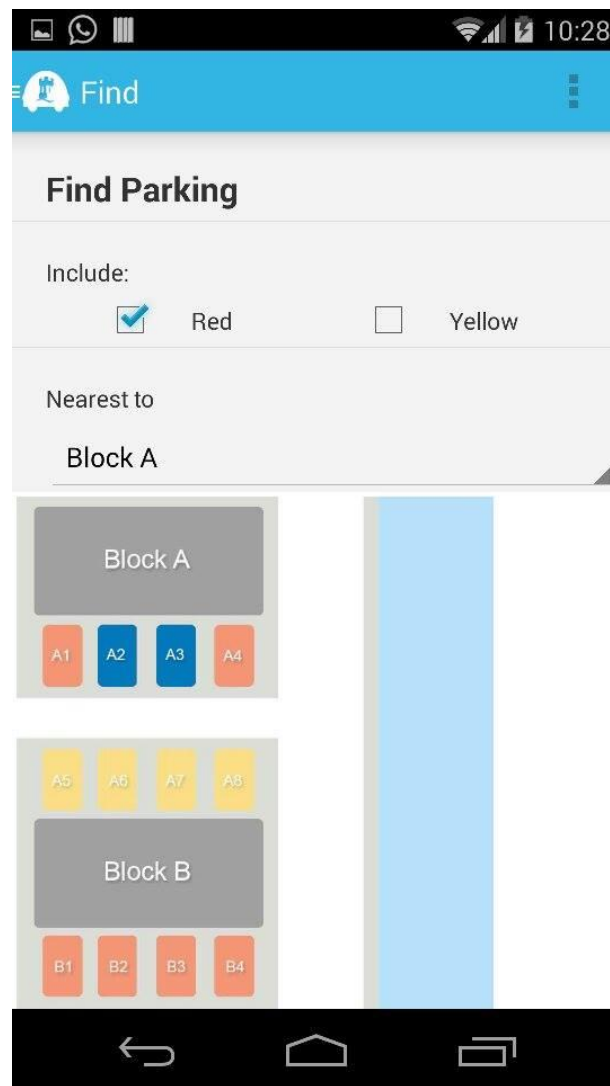 10:28
Find
Find Parking
Include:
Red Yellow
Nearest to
Block A
Block A
A1 A2 A3 A4
A5 A6 A7 A8
Block B
B1 B2 B3 B4